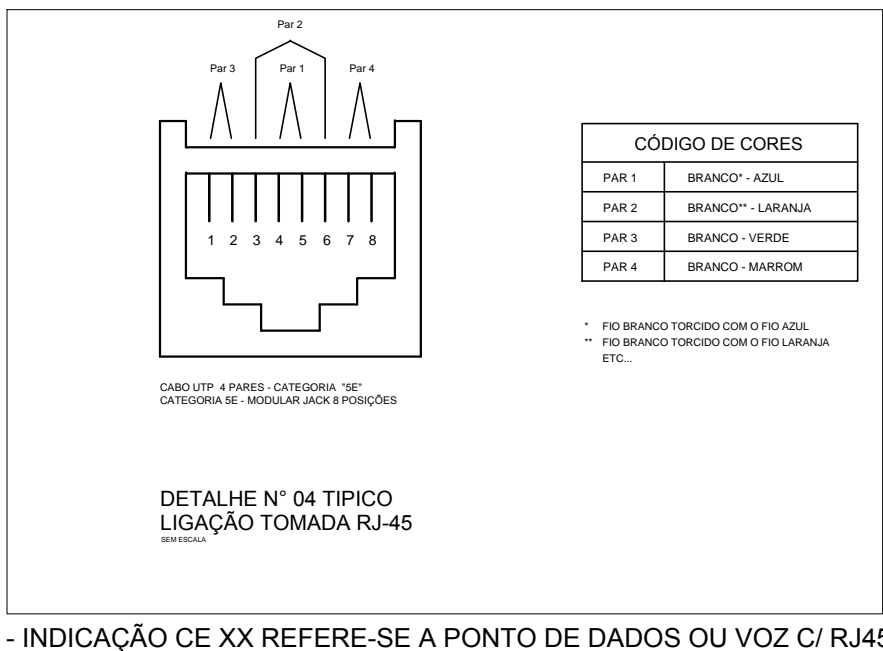 Par 2
Par 3
Par 1
Par 4
1 2 3 4 5 6 7 8
CABO UTP 4 PARES - CATEGORIA "5E"
CATEGORIA 5E - MODULAR JACK 8 POSIÇÕES
DETALHE N° 04 TIPICO
LIGAÇÃO TOMADA RJ-45
SEM ESCALA
CÓDIGO DE CORES
PAR 1 BRANCO* - AZUL
PAR 2 BRANCO** - LARANJA
PAR 3 BRANCO - VERDE
PAR 4 BRANCO - MARROM
* FIO BRANCO TORCIDO COM O FIO AZUL
** FIO BRANCO TORCIDO COM O FIO LARANJA
ETC...
- INDICAÇÃO CE XX REFERE-SE A PONTO DE DADOS OU VOZ C/ RJ45